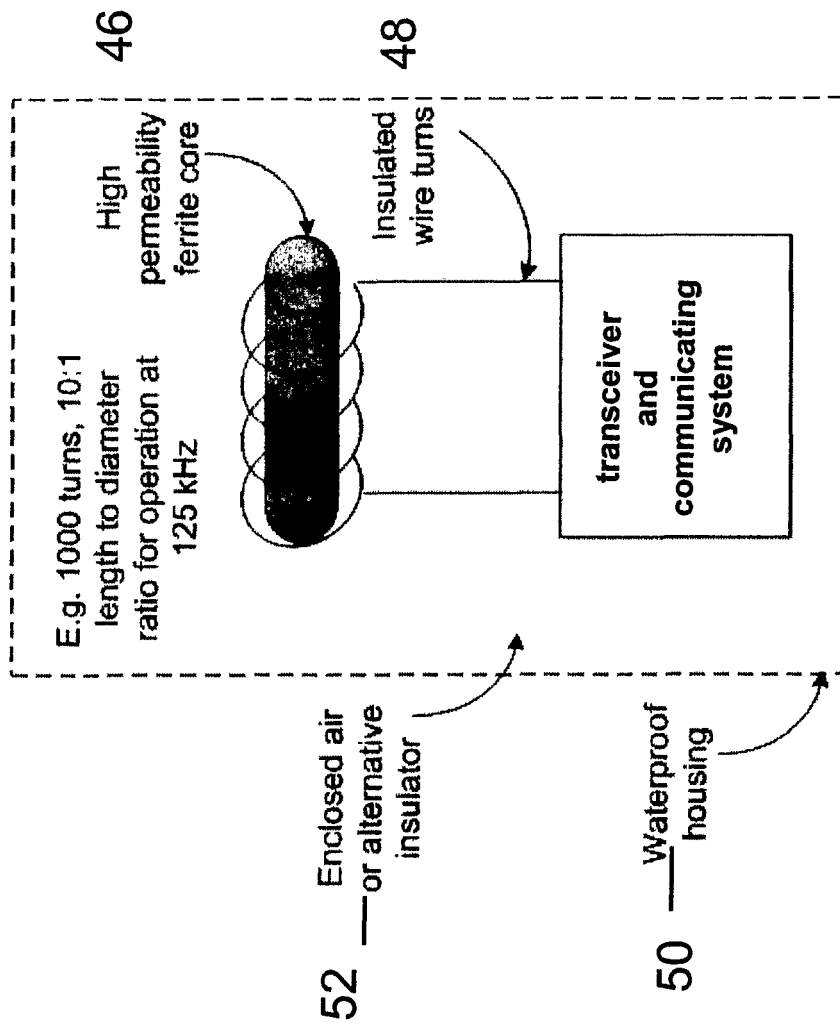 46
High
permeability
ferrite core
E.g. 1000 turns, 10:1
length to diameter
ratio for operation at
125 kHz
48
Insulated
wire turns
transceiver
and
communicating
system
52
Enclosed air
or alternative
insulator
50
Waterproof
housing